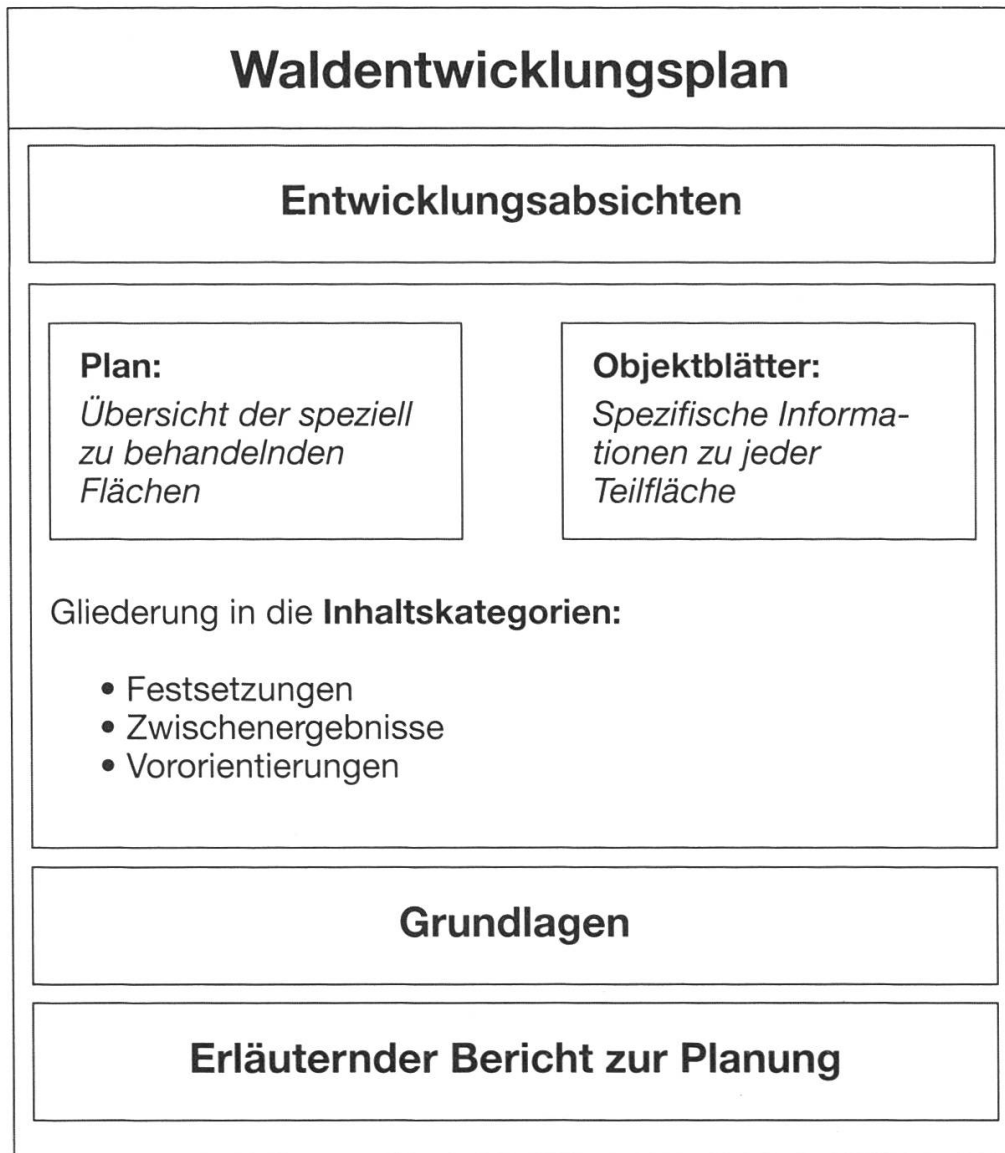 Waldentwicklungsplan
Entwicklungsabsichten
Plan:
Übersicht der speziell
zu behandelnden
Flächen
Objektblätter:
Spezifische Informa-
tionen zu jeder
Teilfläche
Gliederung in die Inhaltskategorien:
• Festsetzungen
• Zwischenergebnisse
• Vororientierungen
Grundlagen
Erläuternder Bericht zur Planung